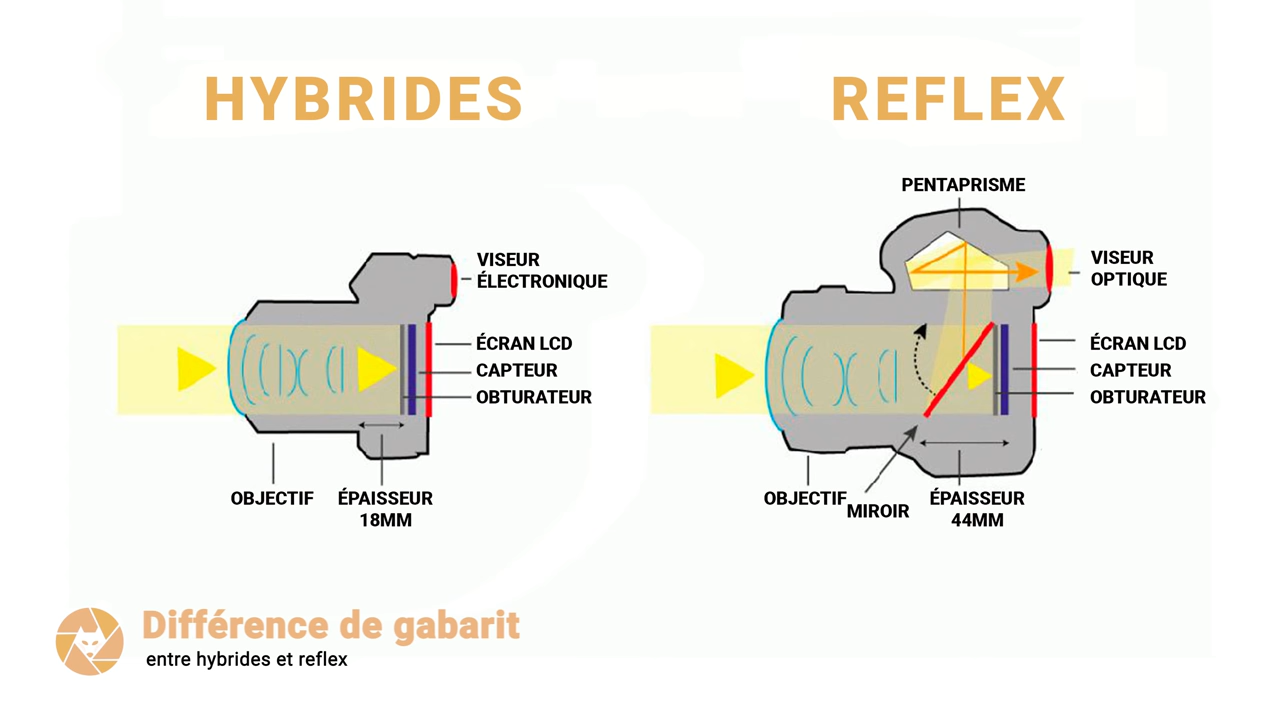 HYBRIDES
VISEUR
ÉLECTRONIQUE
ÉCRAN LCD
CAPTEUR
OBTURATEUR
OBJECTIF
ÉPAISSEUR
18MM
REFLEX
PENTAPRISME
VISEUR
OPTIQUE
ÉCRAN LCD
CAPTEUR
OBTURATEUR
OBJECTIF
MIROIR
ÉPAISSEUR
44MM
Différence de gabarit
entre hybrides et reflex